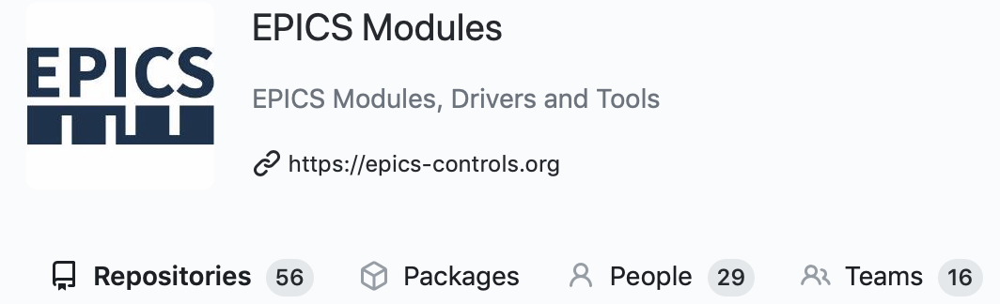 EPICS
EPICS Modules
EPICS Modules, Drivers and Tools
https://epics-controls.org
Repositories 56 Packages People 29 Teams 16